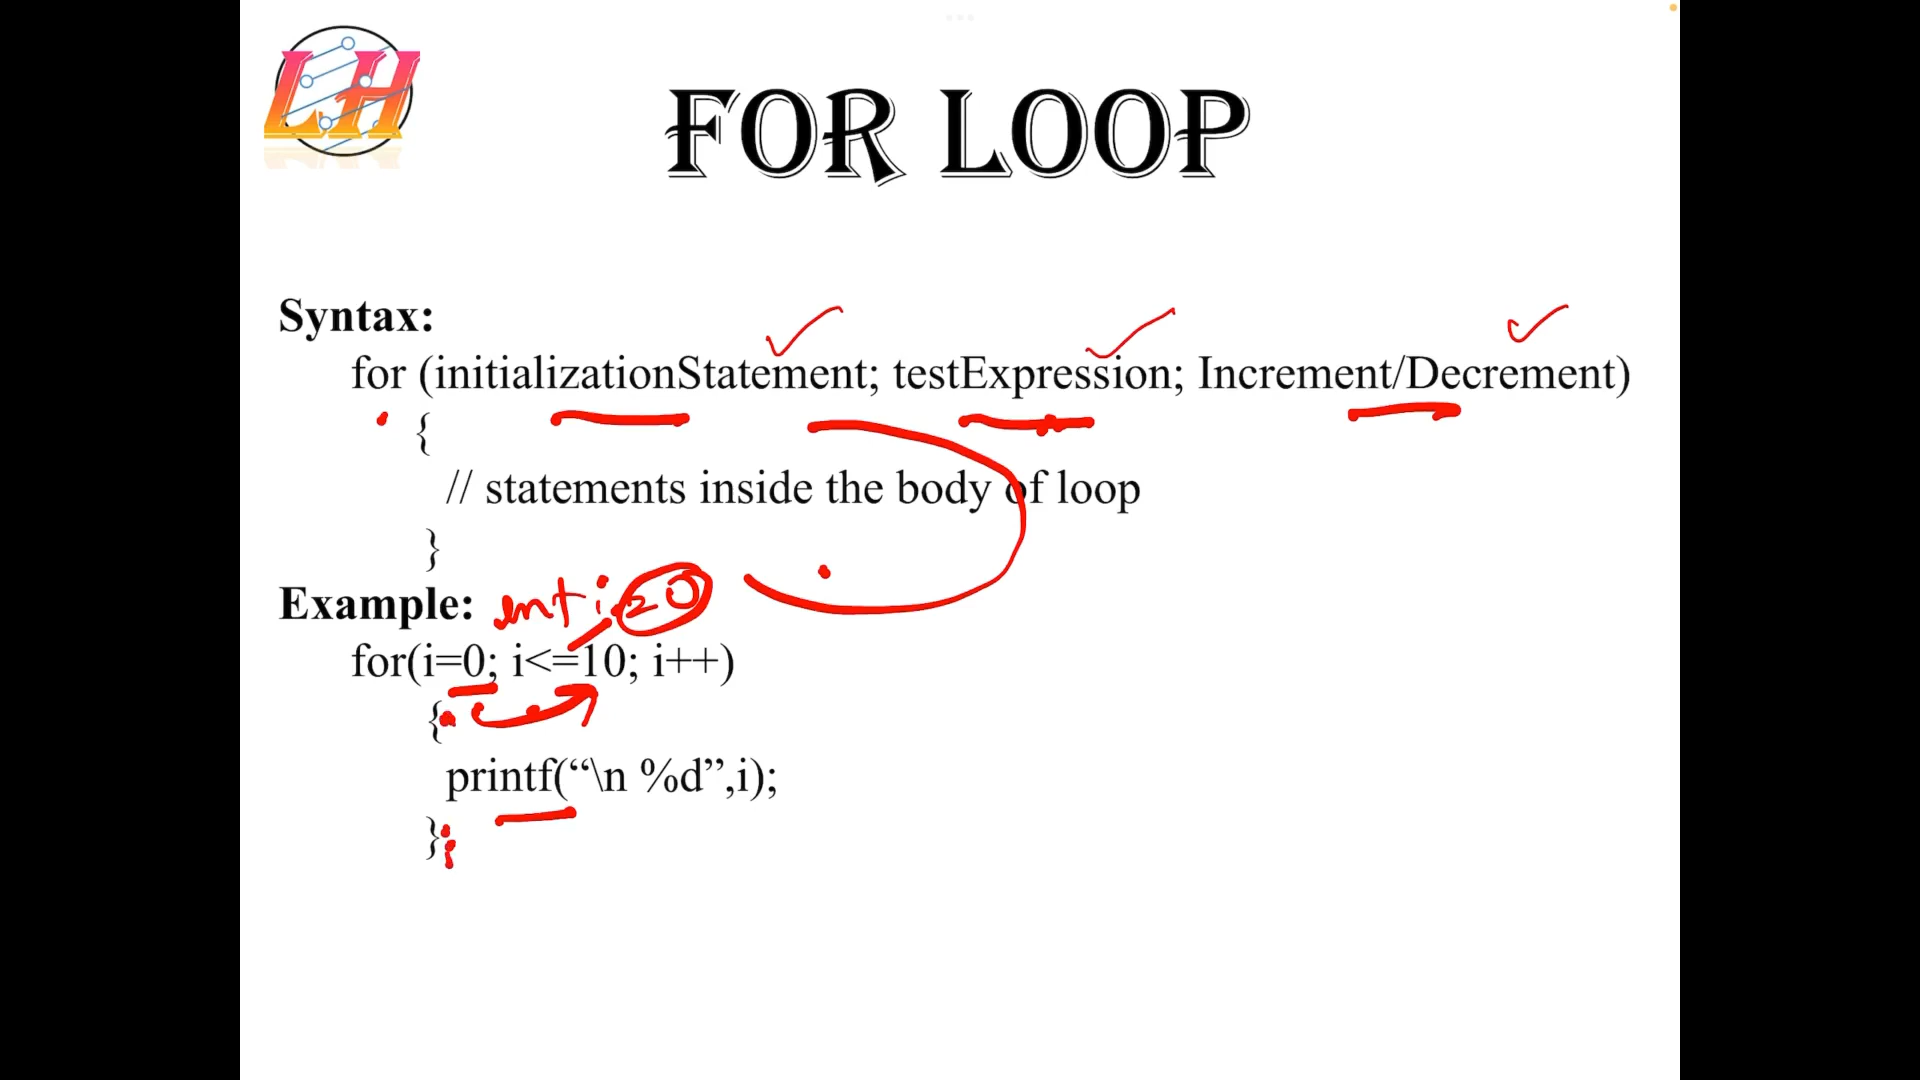 LH
FOR LOOP
Syntax:
for (initializationStatement; testExpression; Increment/Decrement)
{
// statements inside the body of loop
}
Example: int i=0
for(i=0; i<=10; i++)
{
printf(“\n %d”,i);
};